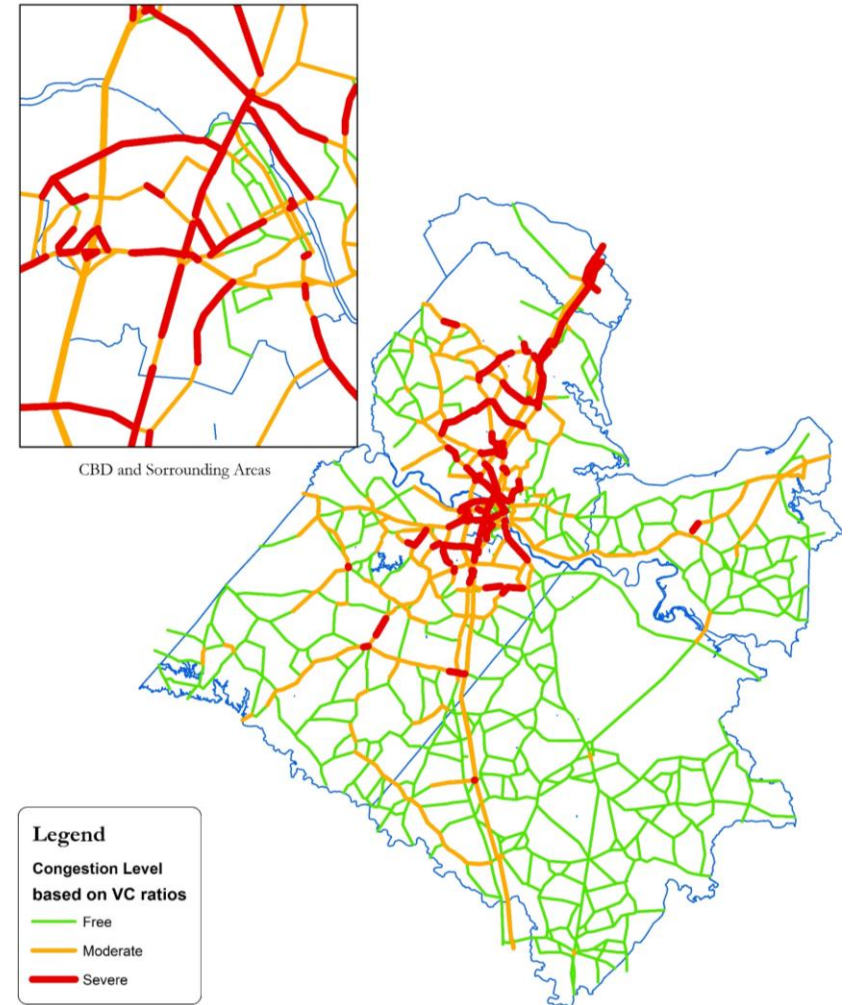 CBD and Sorrounding Areas
Legend
Congestion Level
based on VC ratios
Free
Moderate
Severe